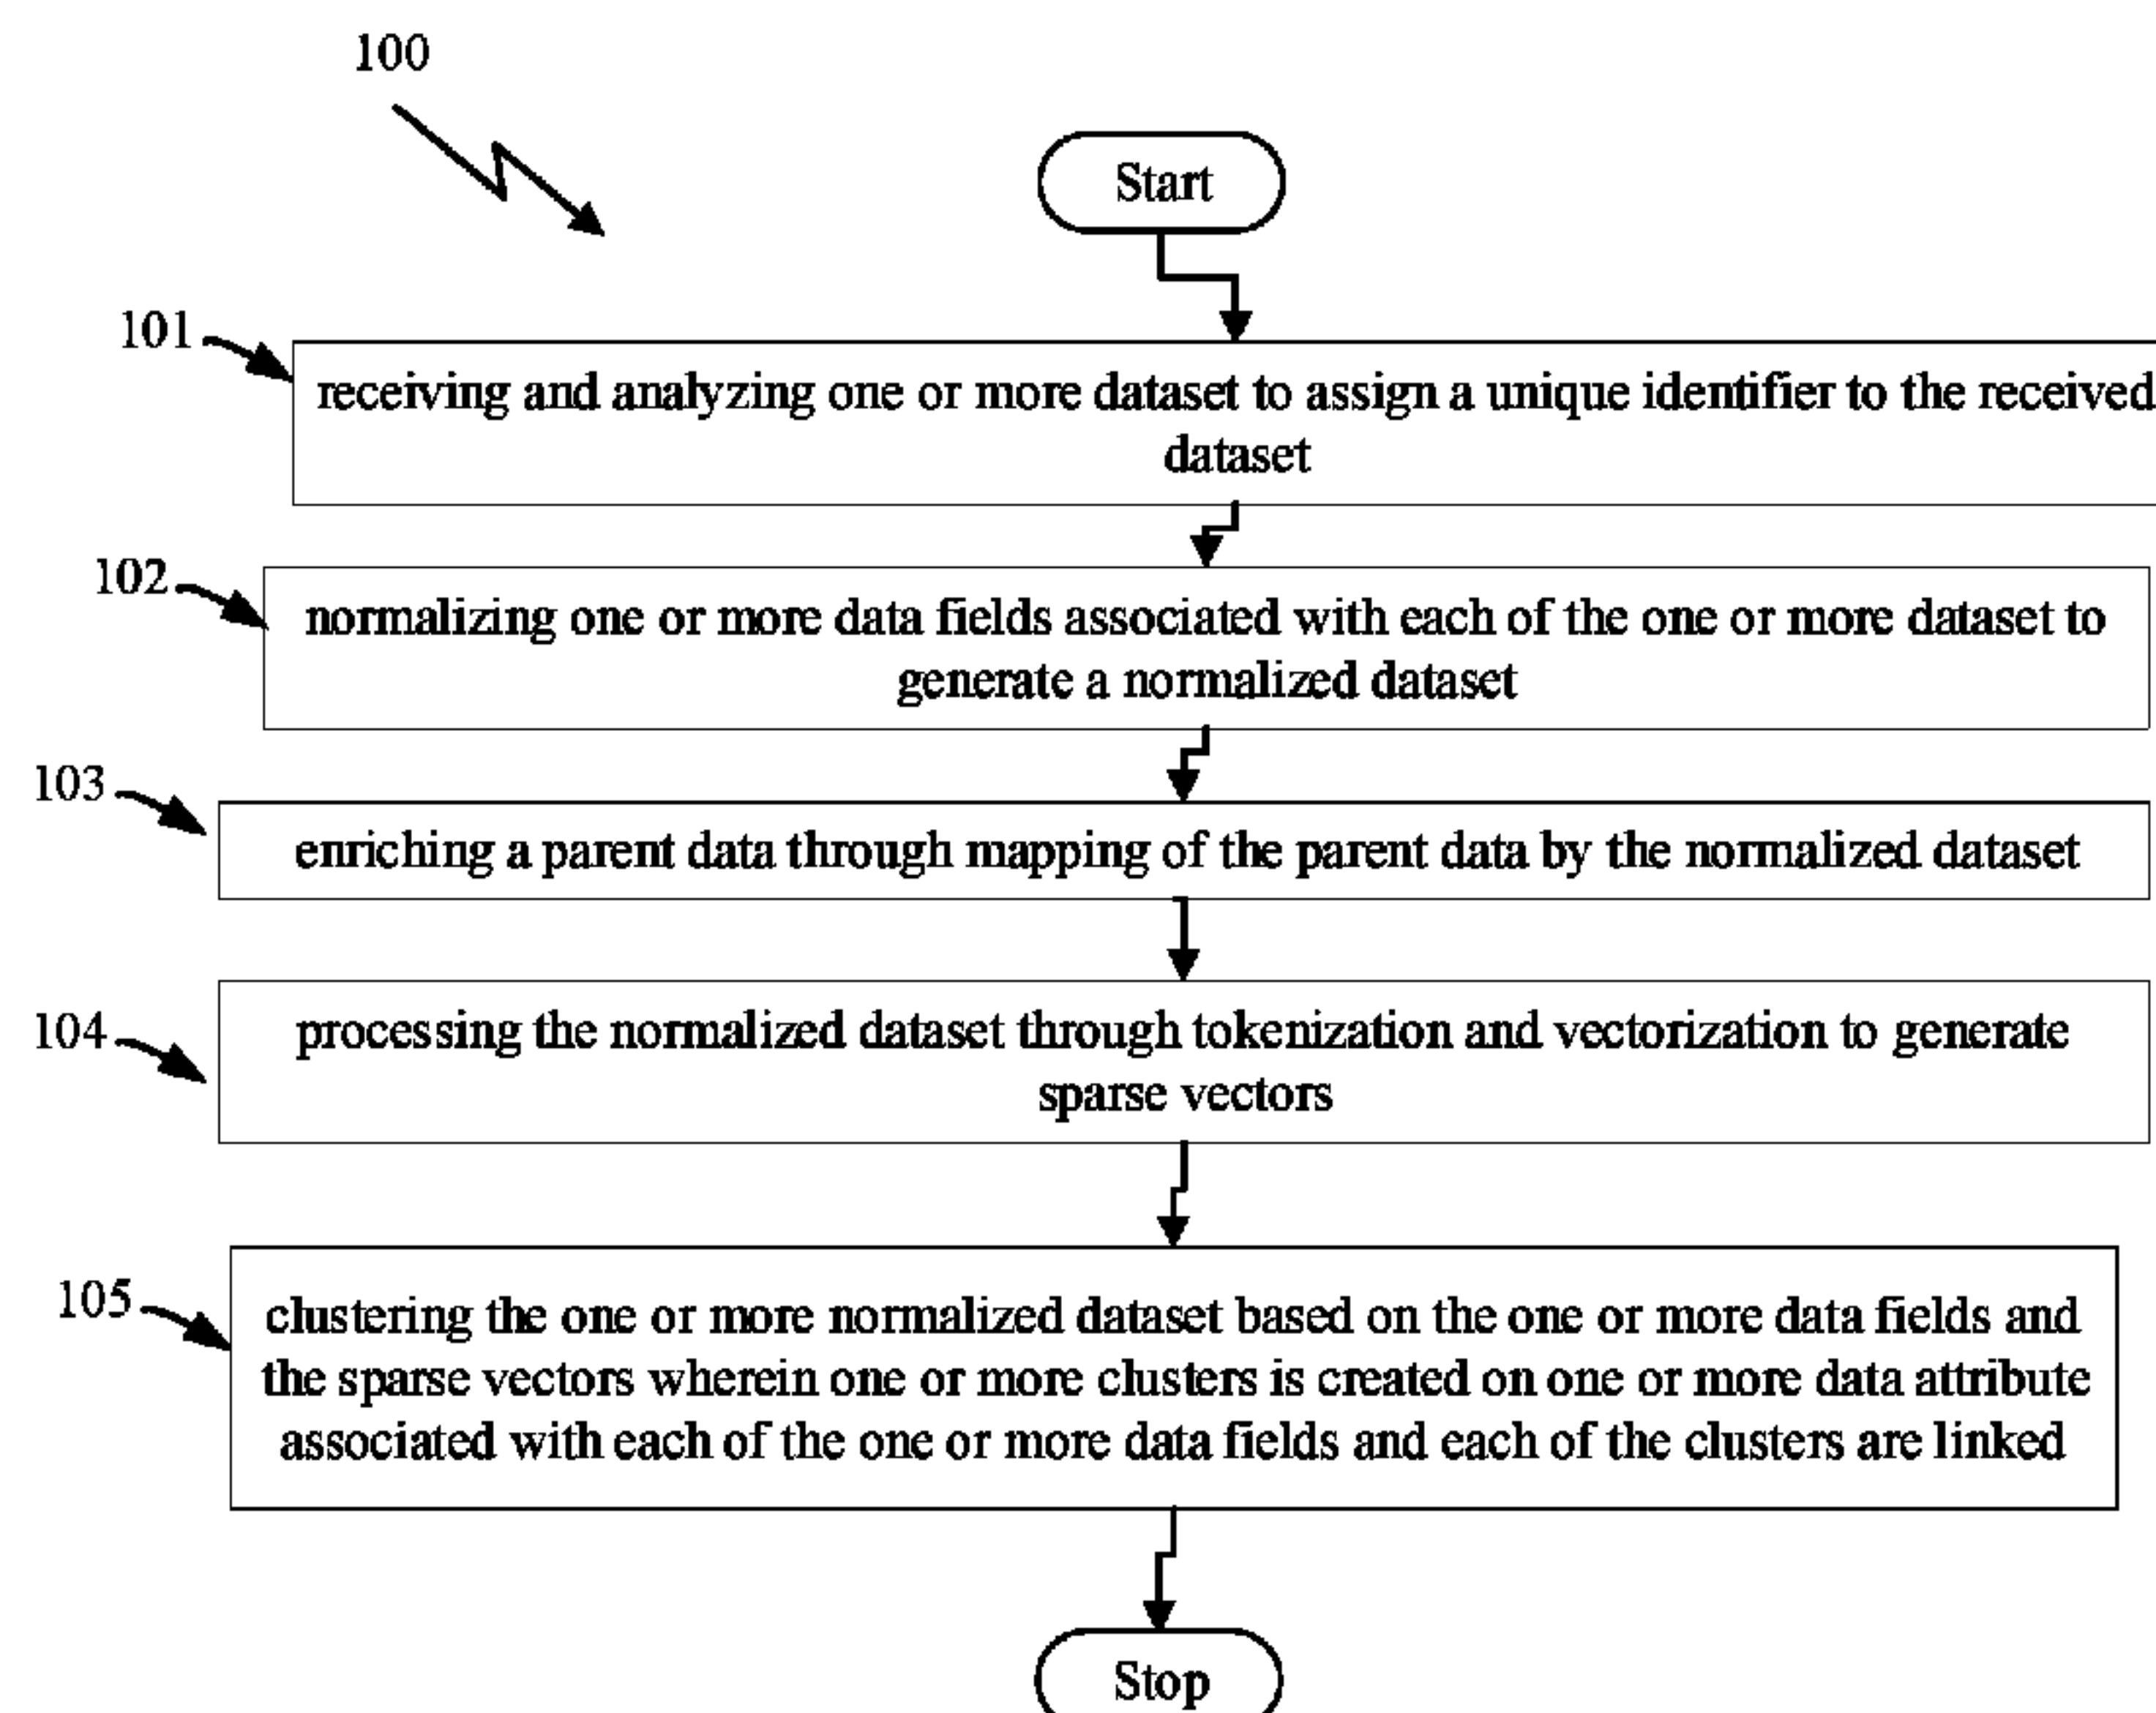 100
Start
101
receiving and analyzing one or more dataset to assign a unique identifier to the received
dataset
102
normalizing one or more data fields associated with each of the one or more dataset to
generate a normalized dataset
103
enriching a parent data through mapping of the parent data by the normalized dataset
104
processing the normalized dataset through tokenization and vectorization to generate
sparse vectors
105
clustering the one or more normalized dataset based on the one or more data fields and
the sparse vectors wherein one or more clusters is created on one or more data attribute
associated with each of the one or more data fields and each of the clusters are linked
Stop